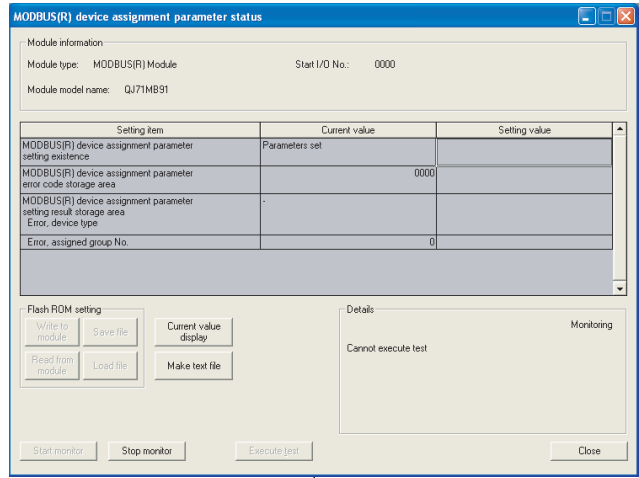 MODBUS(R) device assignment parameter status
Module information
Module type: MODBUS(R) Module Start I/O No.: 0000
Module model name: QJ71MB91
Setting item Current value Setting value
MODBUS(R) device assignment parameter
setting existence
Parameters set
MODBUS(R) device assignment parameter
error code storage area
0000
MODBUS(R) device assignment parameter
setting result storage area
Error, device type
-
Error, assigned group No. 0
Flash ROM setting
Write to
module
Save file
Current value
display
Read from
module
Load file
Make text file
Details
Monitoring
Cannot execute test
Start monitor Stop monitor Execute test Close